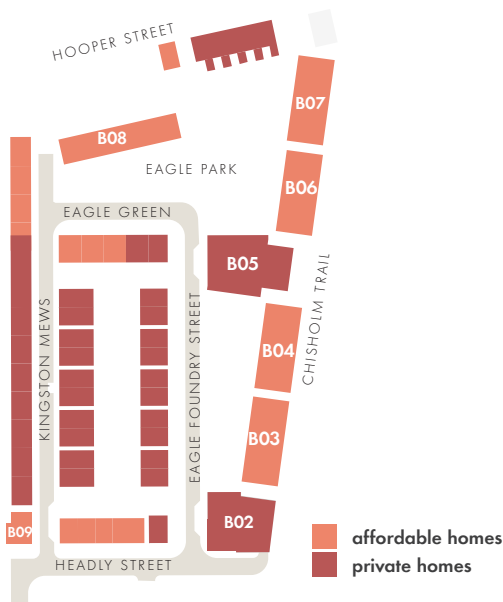 HOOPER STREET
B07
B08
EAGLE PARK
B06
EAGLE GREEN
B05
CHISHOLM TRAIL
KINGSTON MEWS
EAGLE FOUNDRY STREET
B04
B03
B02
B09
HEADLY STREET
affordable homes
private homes